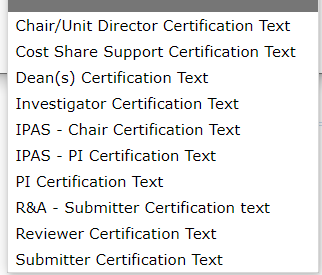 Chair/Unit Director Certification Text
Cost Share Support Certification Text
Dean(s) Certification Text
Investigator Certification Text
IPAS - Chair Certification Text
IPAS - PI Certification Text
PI Certification Text
R&A - Submitter Certification text
Reviewer Certification Text
Submitter Certification Text